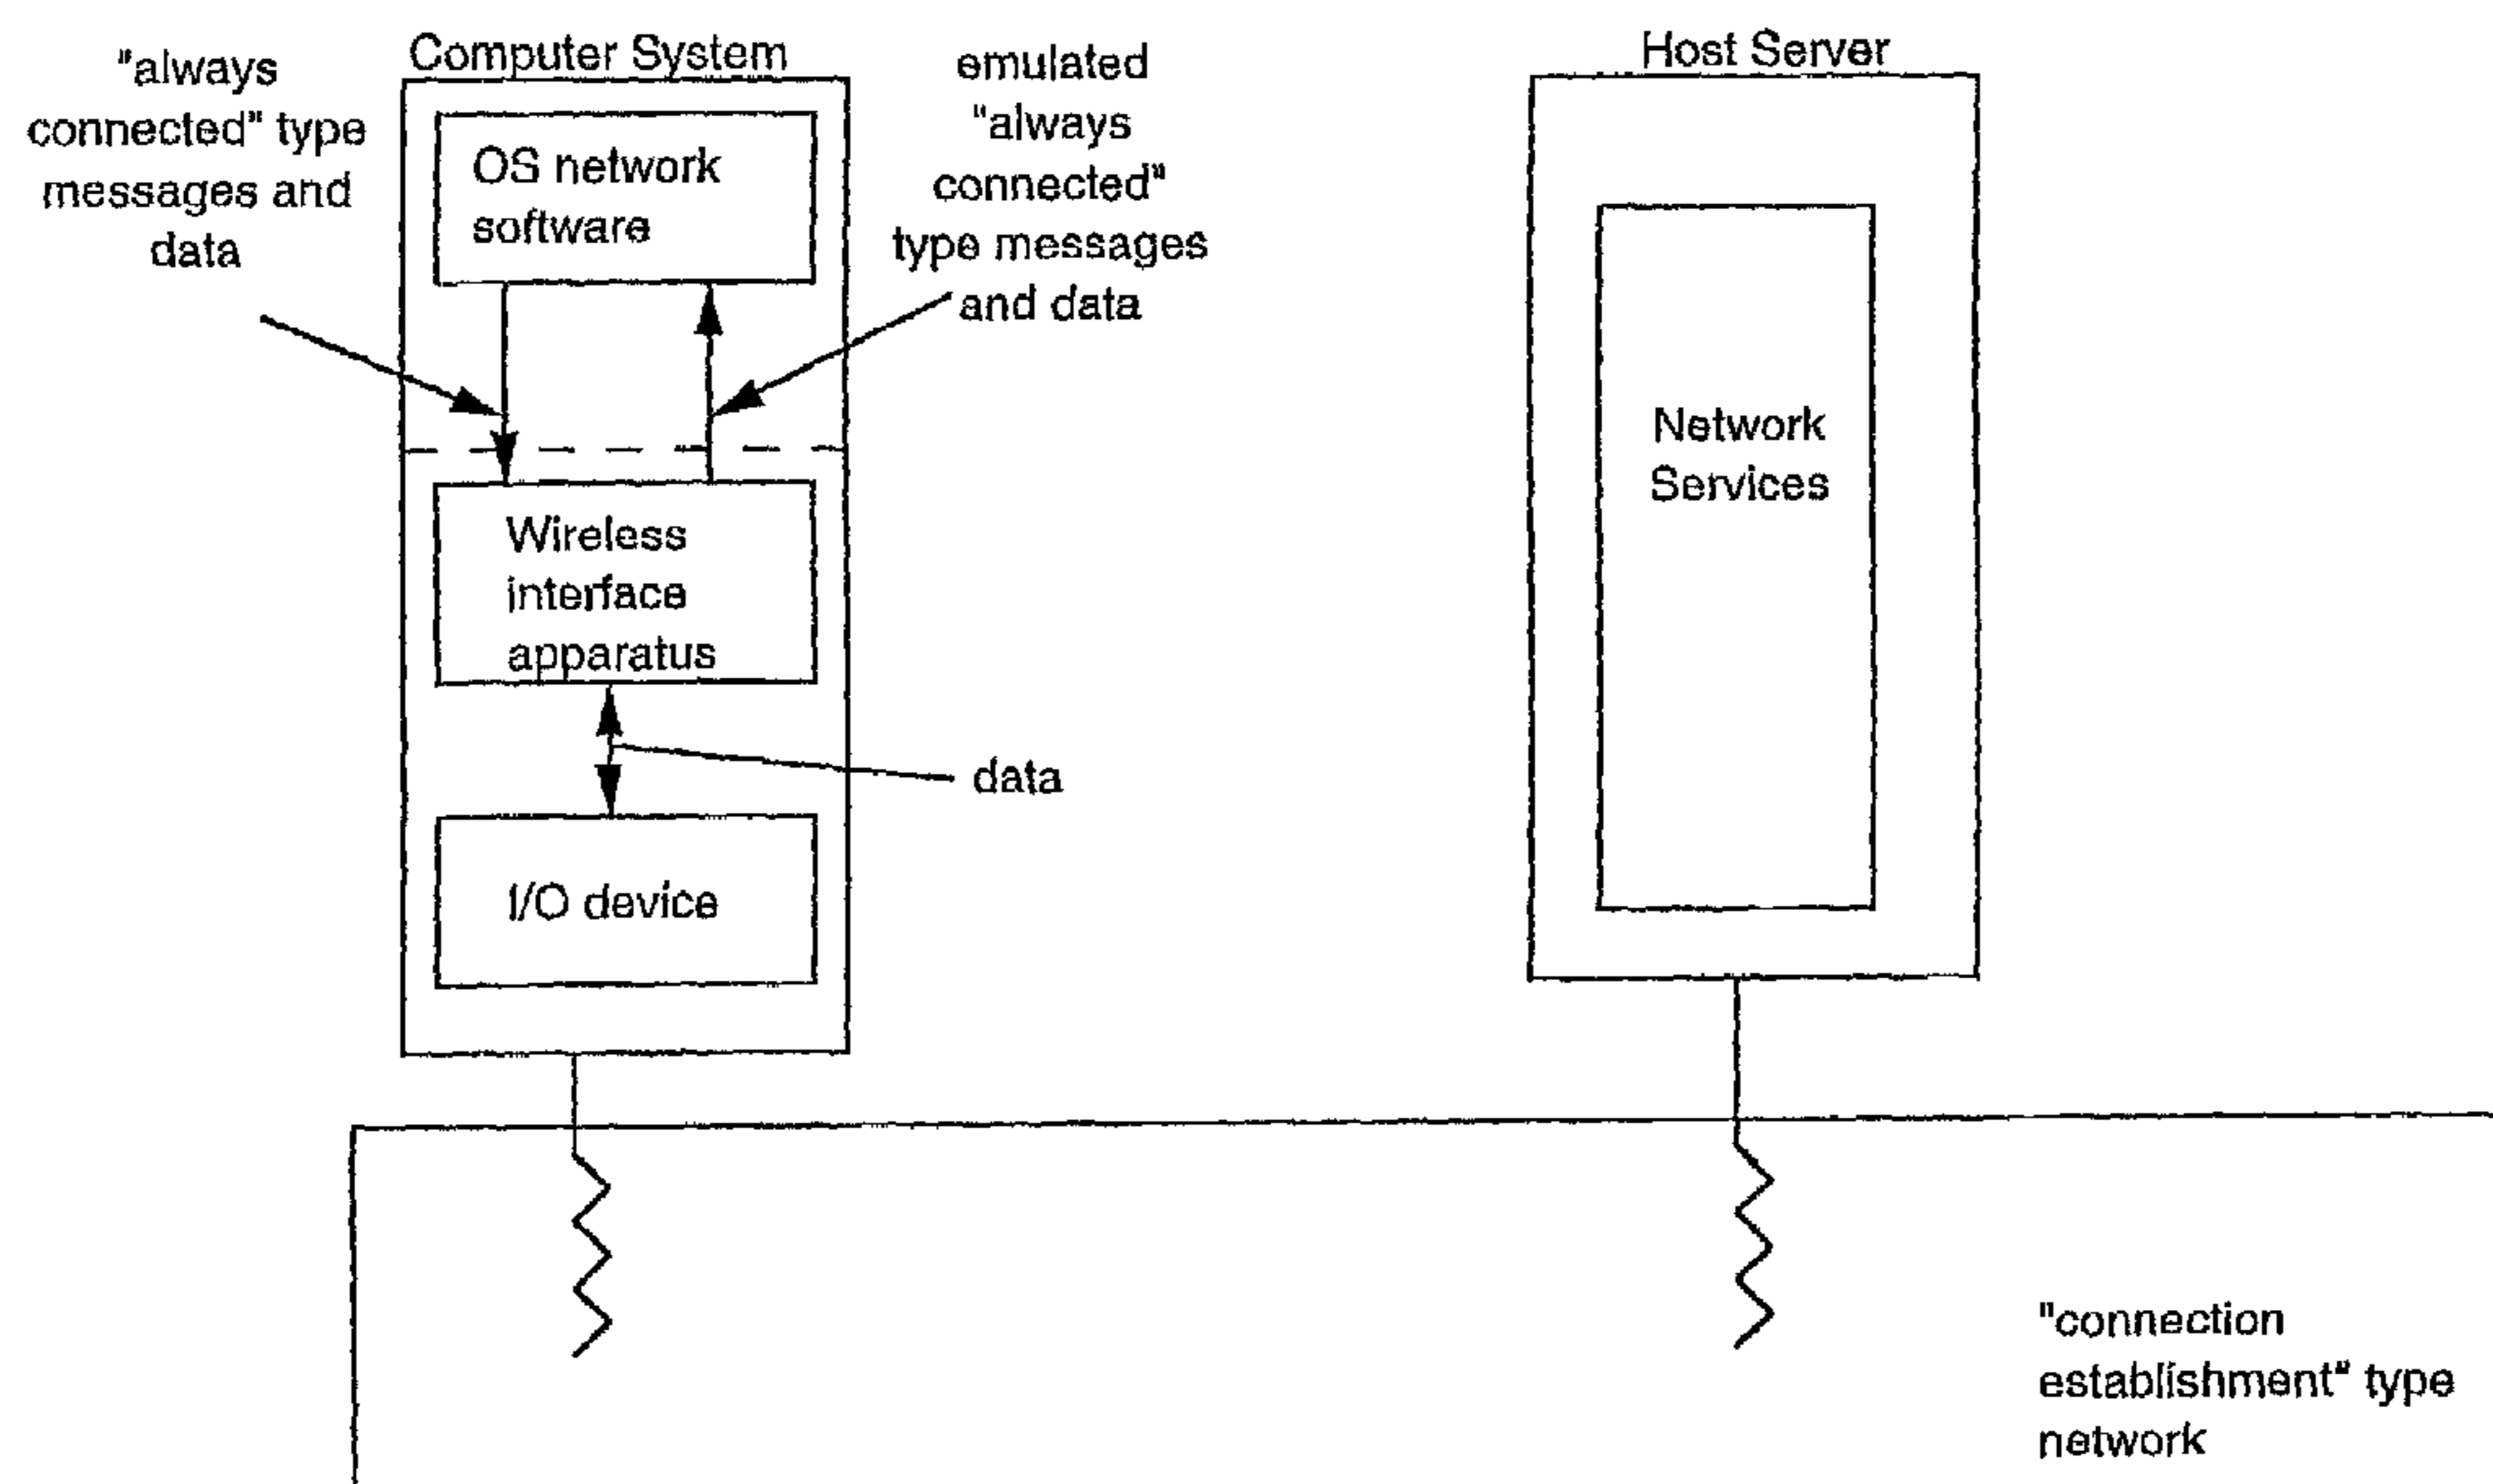 "always
connected" type
messages and
data
Computer System
emulated
"always
connected"
type messages
and data
Host Server
OS network
software
Network
Services
Wireless
interface
apparatus
data
I/O device
"connection
establishment" type
network